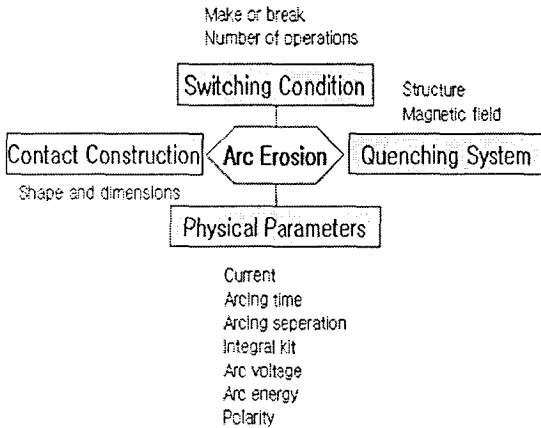 Make or break
Number of operations
Switching Condition
Structure
Magnetic field
Contact Construction
Arc Erosion
Quenching System
Shape and dimensions
Physical Parameters
Current
Arcing time
Arcing seperation
Integral kit
Arc voltage
Arc energy
Polarity